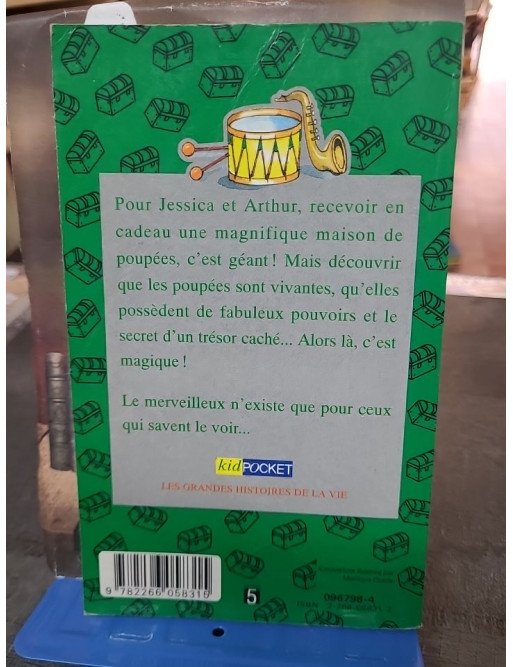 Pour Jessica et Arthur, recevoir en
cadeau une magnifique maison de
poupées, c'est géant ! Mais découvrir
que les poupées sont vivantes, qu'elles
possèdent de fabuleux pouvoirs et le
secret d'un trésor caché... Alors là, c'est
magique !
Le merveilleux n'existe que pour ceux
qui savent le voir...
kid POCKET
LES GRANDES HISTOIRES DE LA VIE
9 782266 058315
5
096798-4
ISBN